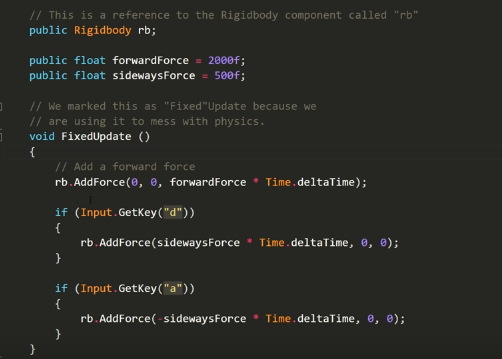 // This is a reference to the Rigidbody component called "rb"
public Rigidbody rb;
public float forwardForce = 2000f;
public float sidewaysForce = 500f;
// We marked this as "Fixed"Update because we
// are using it to mess with physics.
void FixedUpdate ()
{
// Add a forward force
rb.AddForce(0, 0, forwardForce * Time.deltaTime);
if (Input.GetKey("d"))
{
rb.AddForce(sidewaysForce * Time.deltaTime, 0, 0);
}
if (Input.GetKey("a"))
{
rb.AddForce(-sidewaysForce * Time.deltaTime, 0, 0);
}
}